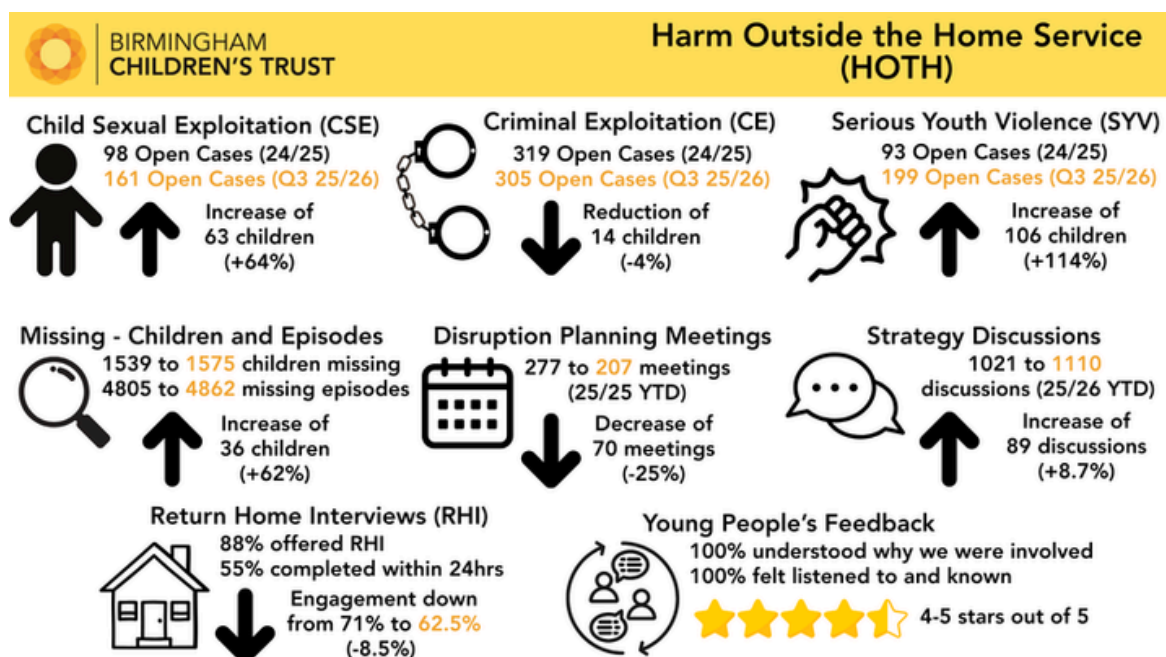 BIRMINGHAM
CHILDREN'S TRUST
Harm Outside the Home Service
(HOTH)
Child Sexual Exploitation (CSE)
98 Open Cases (24/25)
161 Open Cases (Q3 25/26)
Increase of
63 children
(+64%)
Criminal Exploitation (CE)
319 Open Cases (24/25)
305 Open Cases (Q3 25/26)
Reduction of
14 children
(-4%)
Serious Youth Violence (SYV)
93 Open Cases (24/25)
199 Open Cases (Q3 25/26)
Increase of
106 children
(+114%)
Missing - Children and Episodes
1539 to 1575 children missing
4805 to 4862 missing episodes
Increase of
36 children
(+62%)
Disruption Planning Meetings
277 to 207 meetings
(25/25 YTD)
Decrease of
70 meetings
(-25%)
Strategy Discussions
1021 to 1110
discussions (25/26 YTD)
Increase of
89 discussions
(+8.7%)
Return Home Interviews (RHI)
88% offered RHI
55% completed within 24hrs
Engagement down
from 71% to 62.5%
(-8.5%)
Young People's Feedback
100% understood why we were involved
100% felt listened to and known
4-5 stars out of 5